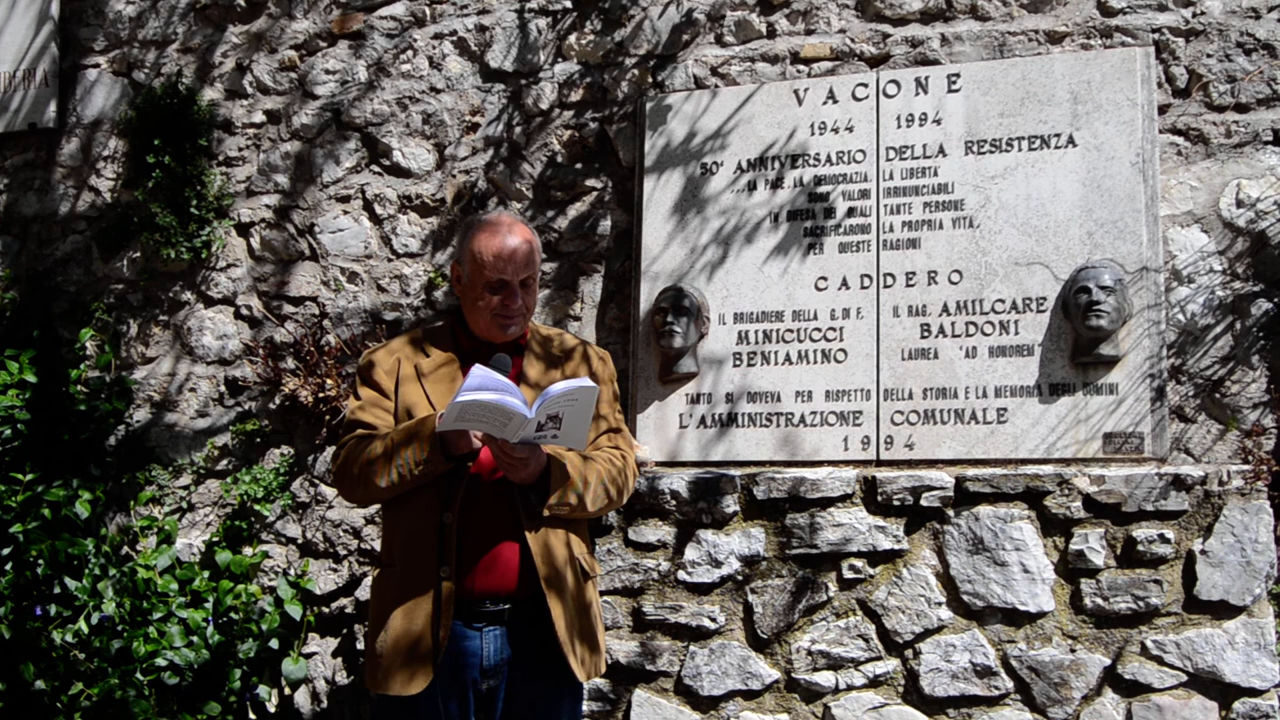 DERIA
VACONE
1944 1994
50° ANNIVERSARIO DELLA RESISTENZA
...LA PACE, LA DEMOCRAZIA, LA LIBERTA'
SONO VALORI IRRINUNCIABILI
IN DIFESA DEI QUALI TANTE PERSONE
SACRIFICARONO LA PROPRIA VITA,
PER QUESTE RAGIONI
CADDERO
IL BRIGADIERE DELLA G. DI F.
MINICUCCI
BENIAMINO
IL RAG. AMILCARE
BALDONI
LAUREA "AD HONOREM"
TANTO SI DOVEVA PER RISPETTO DELLA STORIA E LA MEMORIA DEGLI UOMINI
L'AMMINISTRAZIONE COMUNALE
1994